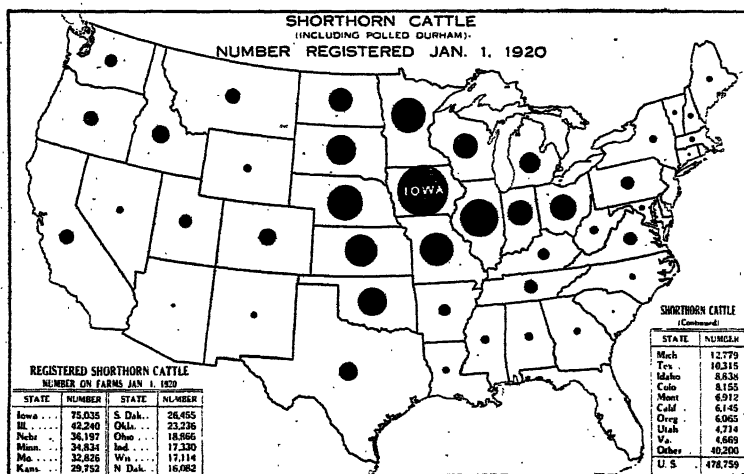 SHORTHORN CATTLE
(INCLUDING POLLED DURHAM).
NUMBER REGISTERED JAN. 1, 1920
IOWA
REGISTERED SHORTHORN CATTLE
NUMBER ON FARMS JAN 1, 1920
STATE NUMBER STATE NUMBER
Iowa .... 75,035 S. Dak.. 26,455
Ill. .... 42,240 Okla. ... 23,236
Nebr .. 36,197 Ohio ... 18,866
Minn. ... 34,834 Ind. ... 17,330
Mo. .... 32,826 Wis .... 17,114
Kans. ... 29,752 N Dak. 16,082
SHORTHORN CATTLE
(Continued)
STATE NUMBER
Mich 12,779
Tex . 10,315
Idaho 8,638
Colo 8,155
Mont 6,912
Calif . 6,145
Oreg . 6,065
Utah . 4,714
Va. . 4,669
Other . 40,200
U. S. 478,759